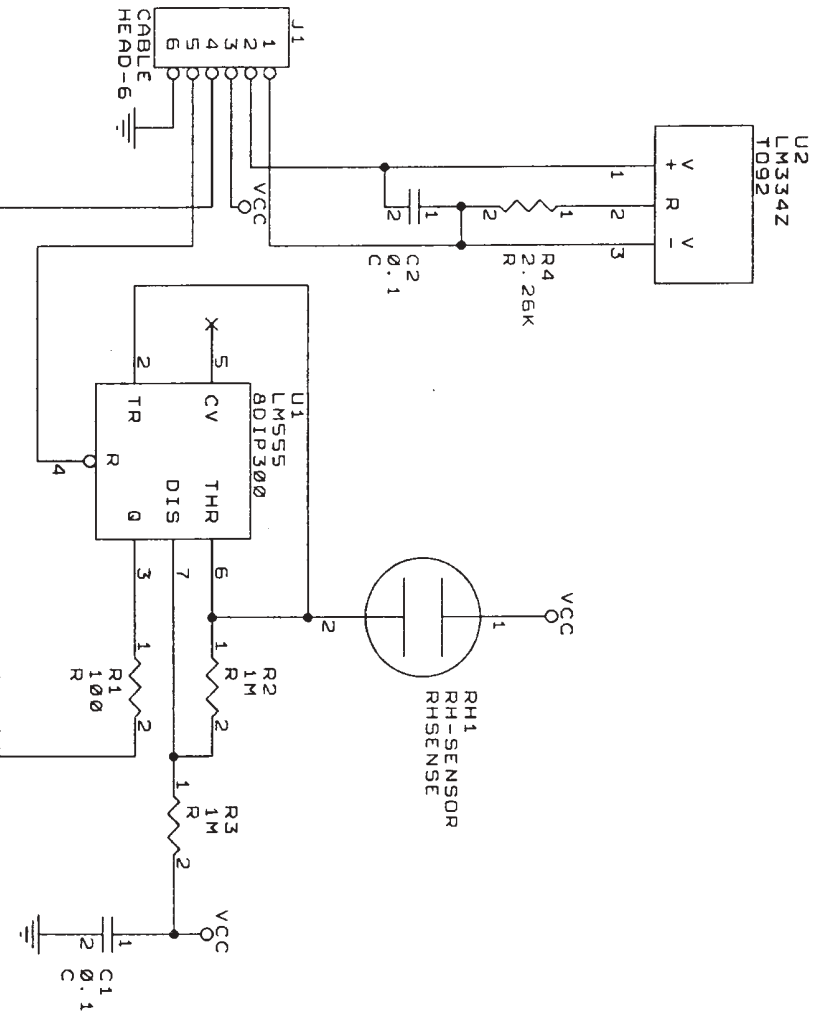 J1
CABLE
HEAD-6
1
2
3
4
5
6
VCC
U2
LM334Z
TO92
+V
R
-V
1
2
3
R4
2.26K
R
1
2
C2
0.1
C
1
2
U1
LM555
8DIP300
CV
TR
R
THR
DIS
Q
5
2
4
6
7
3
VCC
RH1
RH-SENSOR
RHSENSE
1
2
R2
1M
R
1
2
R1
100
R
1
2
R3
1M
R
1
2
VCC
C1
0.1
C
1
2